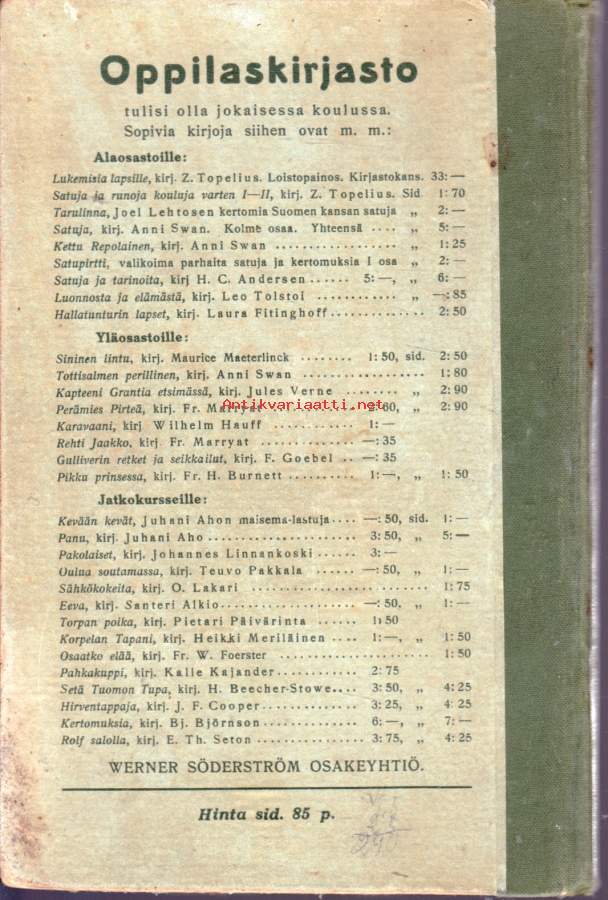 Oppilaskirjasto
tulisi olla jokaisessa koulussa.
Sopivia kirjoja siihen ovat m. m.:
Alaosastoille:
Lukemisia lapsille, kirj. Z. Topelius. Loistopainos. Kirjastokans. 33: —
Satuja ja runoja kouluja varten I—II, kirj. Z. Topelius. Sid 1: 70
Tarulinna, Joel Lehtosen kertomia Suomen kansan satuja „ 2: —
Satuja, kirj. Anni Swan. Kolme osaa. Yhteensä .... „ 5: —
Kettu Repolainen, kirj. Anni Swan .................. „ 1: 25
Satupirtti, valikoima parhaita satuja ja kertomuksia I osa „ 2: —
Satuja ja tarinoita, kirj H. C. Andersen ...... 5: —, „ 6: —
Luonnosta ja elämästä, kirj. Leo Tolstoi ............ „ —: 85
Hallatunturin lapset, kirj. Laura Fitinghoff .............. 2: 50
Yläosastoille:
Sininen lintu, kirj. Maurice Maeterlinck ........ 1: 50, sid. 2: 50
Tottisalmen perillinen, kirj. Anni Swan .................. 1: 80
Kapteeni Grantia etsimässä, kirj. Jules Verne ........ „ 2: 90
Perämies Pirteä, kirj. Fr. Marryat 2: 60, „ 2: 90
Antikvariaatti.net
Karavaani, kirj Wilhelm Hauff ............ 1: —
Rehti Jaakko, kirj Fr. Marryat ............ —: 35
Gulliverin retket ja seikkailut, kirj. F. Goebel .. —: 35
Pikku prinsessa, kirj. Fr. H. Burnett ........... 1: —, „ 1: 50
Jatkokursseille:
Kevään kevät, Juhani Ahon maisema-lastuja .... —: 50, sid. 1: —
Panu, kirj. Juhani Aho .................... 3: 50, „ 5: —
Pakolaiset, kirj. Johannes Linnankoski ...... 3: —
Oulua soutamassa, kirj. Teuvo Pakkala ...... —: 50, „ 1: —
Sähkökokeita, kirj. O. Lakari ............................ 1: 75
Eeva, kirj. Santeri Alkio .................... —: 50, „ 1: —
Torpan poika, kirj. Pietari Päivärinta ...... 1: 50
Korpelan Tapani, kirj. Heikki Meriläinen .... 1: —, „ 1: 50
Osaatko elää, kirj. Fr. W. Foerster ........................ 1: 50
Pahkakuppi, kirj. Kalle Kajander ............ 2: 75
Setä Tuomon Tupa, kirj. H. Beecher-Stowe .... 3: 50, „ 4: 25
Hirventappaja, kirj. J. F. Cooper .............. 3: 25, „ 4: 25
Kertomuksia, kirj. Bj. Björnson .............. 6: —, „ 7: —
Rolf salolla, kirj. E. Th. Seton ................ 3: 75, „ 4: 25
WERNER SÖDERSTRÖM OSAKEYHTIÖ.
Hinta sid. 85 p.